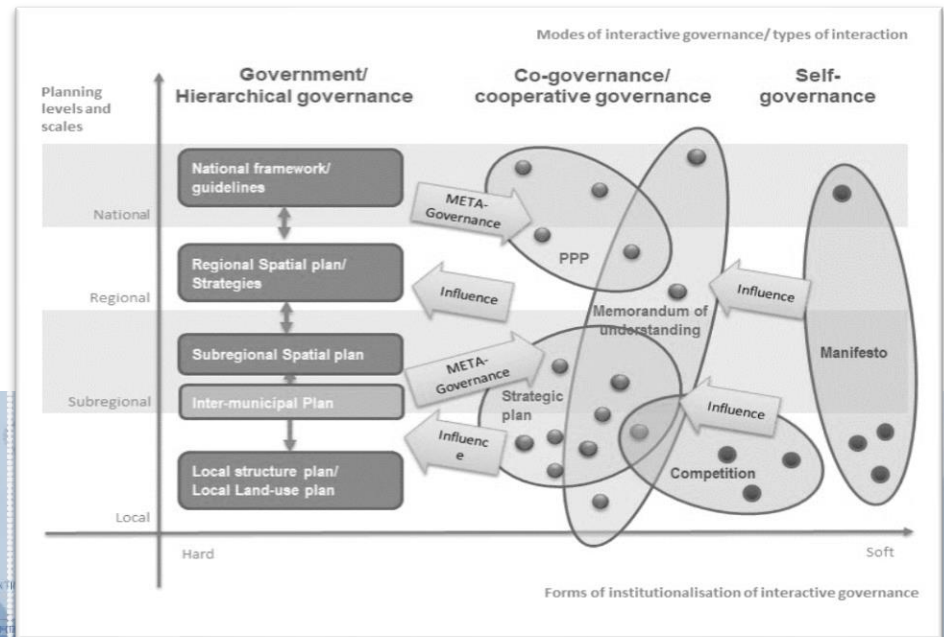 Modes of interactive governance/ types of interaction
Planning
levels and
scales
Government/
Hierarchical governance
Co-governance/
cooperative governance
Self-
governance
National framework/
guidelines
META-
Governance
National
PPP
Regional Spatial plan/
Strategies
Influence
Influence
Regional
Memorandum of
understanding
Subregional Spatial plan
META-
Governance
Manifesto
Inter-municipal Plan
Subregional
Strategic
plan
Influence
Influenc
e
Local structure plan/
Local Land-use plan
Competition
Local
Hard
Soft
Forms of institutionalisation of interactive governance